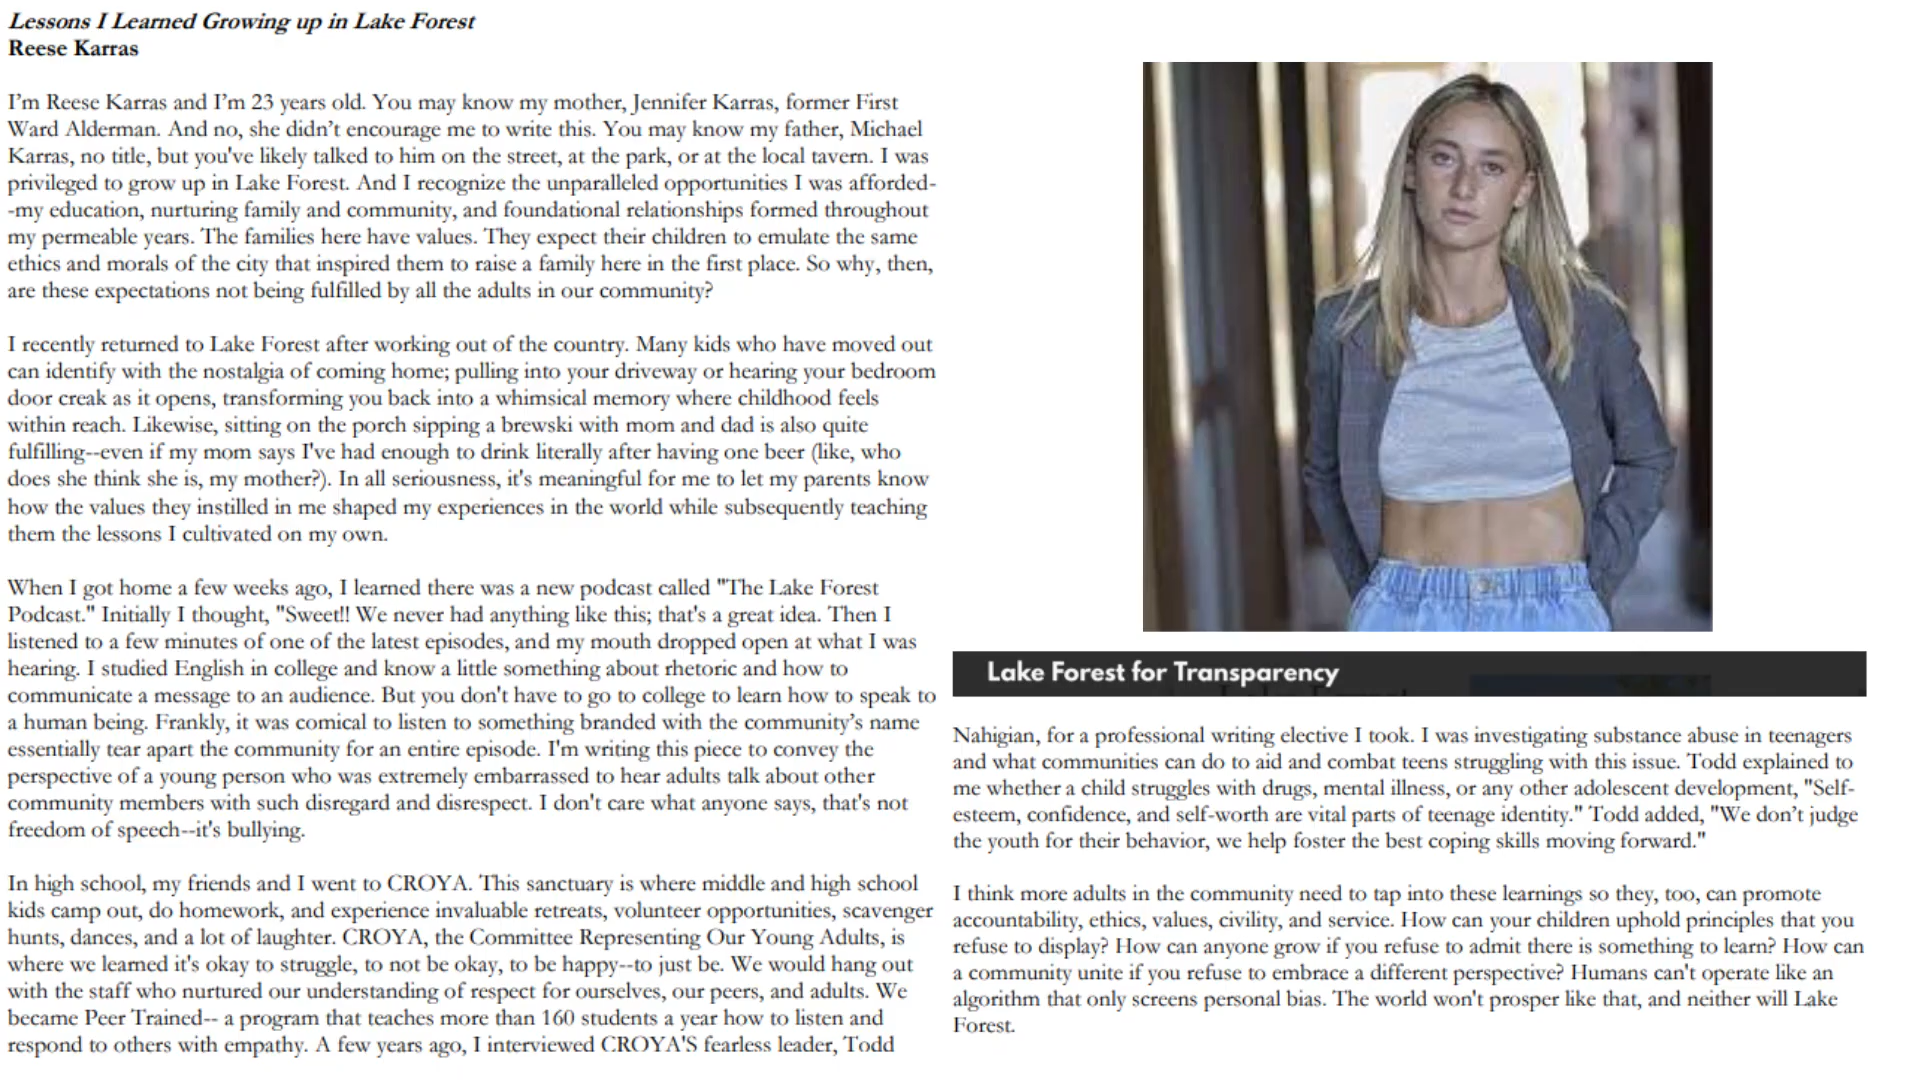 Lessons I Learned Growing up in Lake Forest
Reese Karras
I'm Reese Karras and I'm 23 years old. You may know my mother, Jennifer Karras, former First
Ward Alderman. And no, she didn't encourage me to write this. You may know my father, Michael
Karras, no title, but you've likely talked to him on the street, at the park, or at the local tavern. I was
privileged to grow up in Lake Forest. And I recognize the unparalleled opportunities I was afforded-
-my education, nurturing family and community, and foundational relationships formed throughout
my permeable years. The families here have values. They expect their children to emulate the same
ethics and morals of the city that inspired them to raise a family here in the first place. So why, then,
are these expectations not being fulfilled by all the adults in our community?
I recently returned to Lake Forest after working out of the country. Many kids who have moved out
can identify with the nostalgia of coming home; pulling into your driveway or hearing your bedroom
door creak as it opens, transforming you back into a whimsical memory where childhood feels
within reach. Likewise, sitting on the porch sipping a brewski with mom and dad is also quite
fulfilling--even if my mom says I've had enough to drink literally after having one beer (like, who
does she think she is, my mother?). In all seriousness, it's meaningful for me to let my parents know
how the values they instilled in me shaped my experiences in the world while subsequently teaching
them the lessons I cultivated on my own.
When I got home a few weeks ago, I learned there was a new podcast called "The Lake Forest
Podcast." Initially I thought, "Sweet!! We never had anything like this; that's a great idea. Then I
listened to a few minutes of one of the latest episodes, and my mouth dropped open at what I was
hearing. I studied English in college and know a little something about rhetoric and how to
communicate a message to an audience. But you don't have to go to college to learn how to speak to
a human being. Frankly, it was comical to listen to something branded with the community's name
essentially tear apart the community for an entire episode. I'm writing this piece to convey the
perspective of a young person who was extremely embarrassed to hear adults talk about other
community members with such disregard and disrespect. I don't care what anyone says, that's not
freedom of speech--it's bullying.
In high school, my friends and I went to CROYA. This sanctuary is where middle and high school
kids camp out, do homework, and experience invaluable retreats, volunteer opportunities, scavenger
hunts, dances, and a lot of laughter. CROYA, the Committee Representing Our Young Adults, is
where we learned it's okay to struggle, to not be okay, to be happy--to just be. We would hang out
with the staff who nurtured our understanding of respect for ourselves, our peers, and adults. We
became Peer Trained-- a program that teaches more than 160 students a year how to listen and
respond to others with empathy. A few years ago, I interviewed CROYA'S fearless leader, Todd
Lake Forest for Transparency
Nahigian, for a professional writing elective I took. I was investigating substance abuse in teenagers
and what communities can do to aid and combat teens struggling with this issue. Todd explained to
me whether a child struggles with drugs, mental illness, or any other adolescent development, "Self-
esteem, confidence, and self-worth are vital parts of teenage identity." Todd added, "We don't judge
the youth for their behavior, we help foster the best coping skills moving forward."
I think more adults in the community need to tap into these learnings so they, too, can promote
accountability, ethics, values, civility, and service. How can your children uphold principles that you
refuse to display? How can anyone grow if you refuse to admit there is something to learn? How can
a community unite if you refuse to embrace a different perspective? Humans can't operate like an
algorithm that only screens personal bias. The world won't prosper like that, and neither will Lake
Forest.